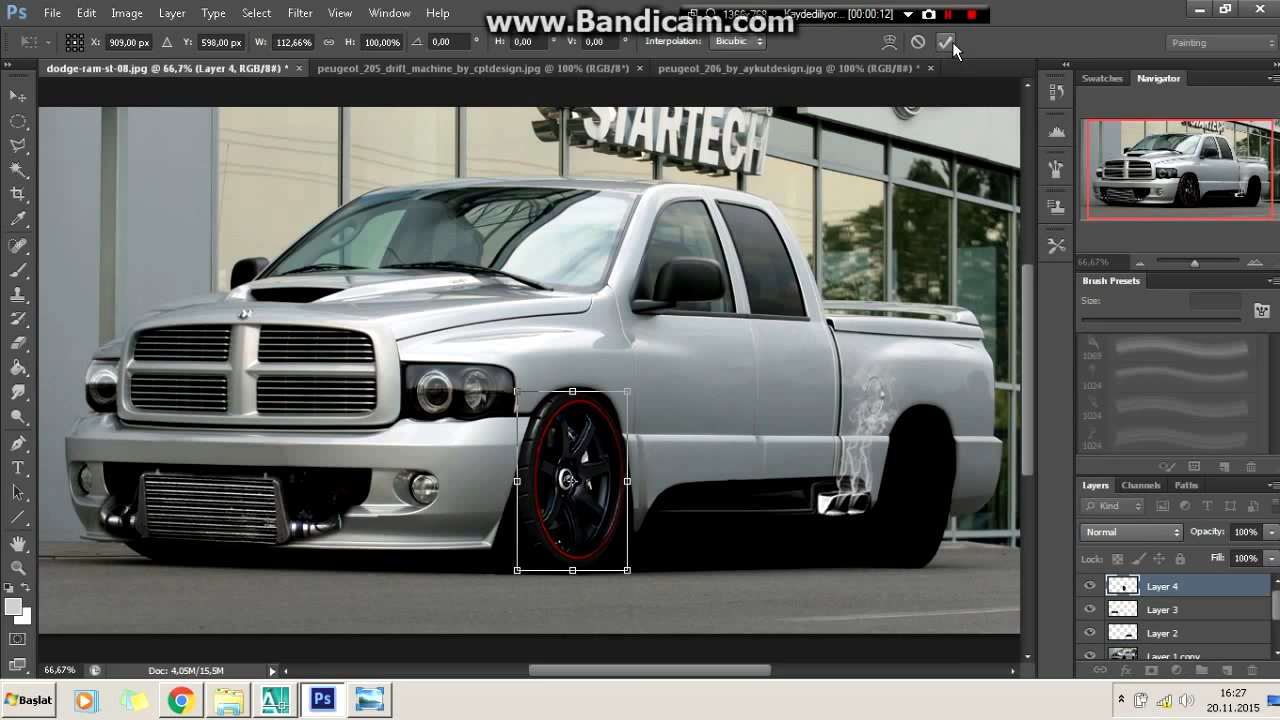 www.Bandicam.com
1366x768 Kaydediliyor... [00:00:12]
Ps File Edit Image Layer Type Select Filter View Window Help
X: 909,00 px Y: 598,00 px W: 112,66% H: 100,00% 0,00 H: 0,00 V: 0,00 Interpolation: Bicubic Painting
dodge-ram-st-08.jpg @ 66,7% (Layer 4, RGB/8#) * × peugeot_205_drift_machine_by_cptdesign.jpg @ 100% (RGB/8*) × peugeot_206_by_aykutdesign.jpg @ 100% (RGB/8#) * ×
Swatches Navigator
STARTECH
66,67%
Brush Presets
Size:
1069
1024
1024
1024
Layers Channels Paths
Kind
Normal Opacity: 100%
Lock: Fill: 100%
Layer 4
Layer 3
Layer 2
Layer 1 copy
66,67% Doc: 4,05M/15,5M
Başlat Ps
16:27
20.11.2015